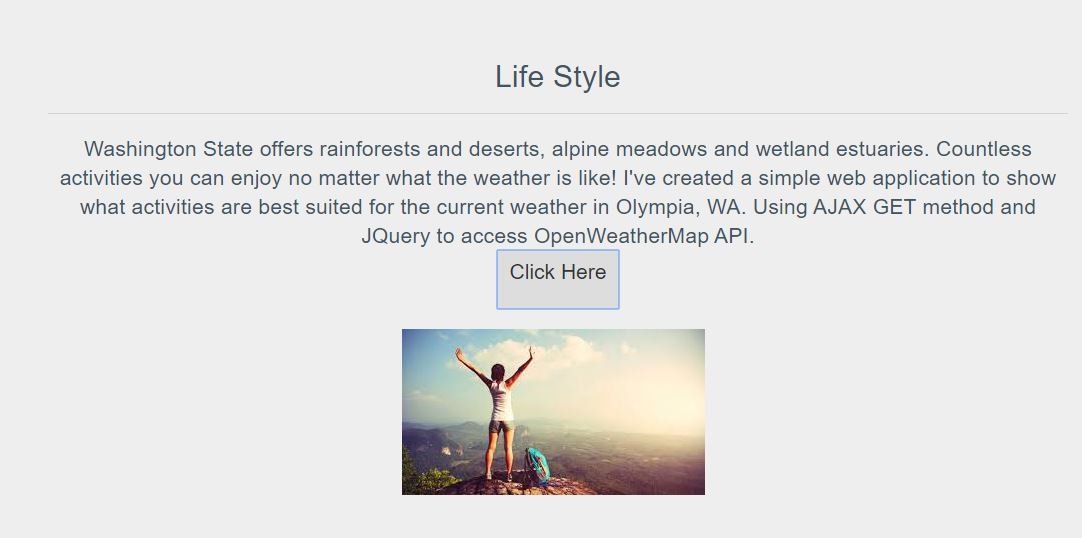 Life Style
Washington State offers rainforests and deserts, alpine meadows and wetland estuaries. Countless
activities you can enjoy no matter what the weather is like! I've created a simple web application to show
what activities are best suited for the current weather in Olympia, WA. Using AJAX GET method and
JQuery to access OpenWeatherMap API.
Click Here